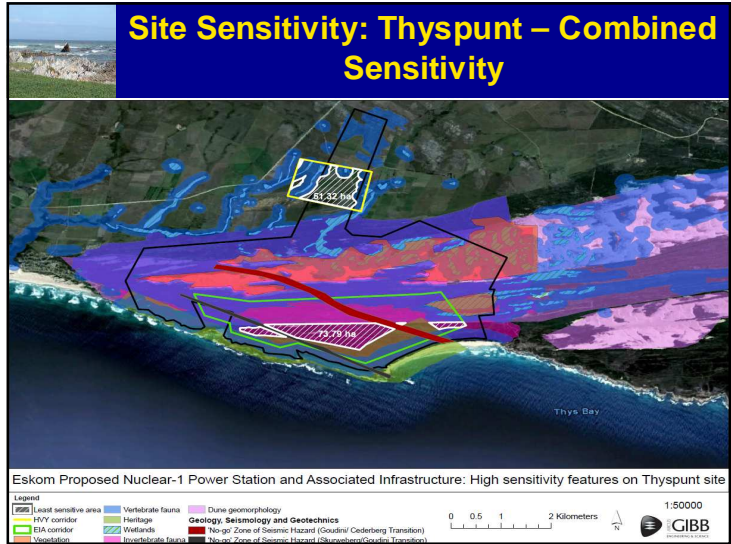 Site Sensitivity: Thyspunt – Combined
Sensitivity
51,32 ha
73,79 ha
Thys Bay
Eskom Proposed Nuclear-1 Power Station and Associated Infrastructure: High sensitivity features on Thyspunt site
Legend
Least sensitive area
HVY corridor
EIA corridor
Vegetation
Vertebrate fauna
Heritage
Wetlands
Invertebrate fauna
Dune geomorphology
Geology, Seismology and Geotechnics
'No-go' Zone of Seismic Hazard (Goudini/ Cederberg Transition)
'No-go' Zone of Seismic Hazard (Skurweberg/Goudini Transition)
0 0.5 1 2 Kilometers
N
1:50000
GIBB
ENGINEERING & SCIENCE